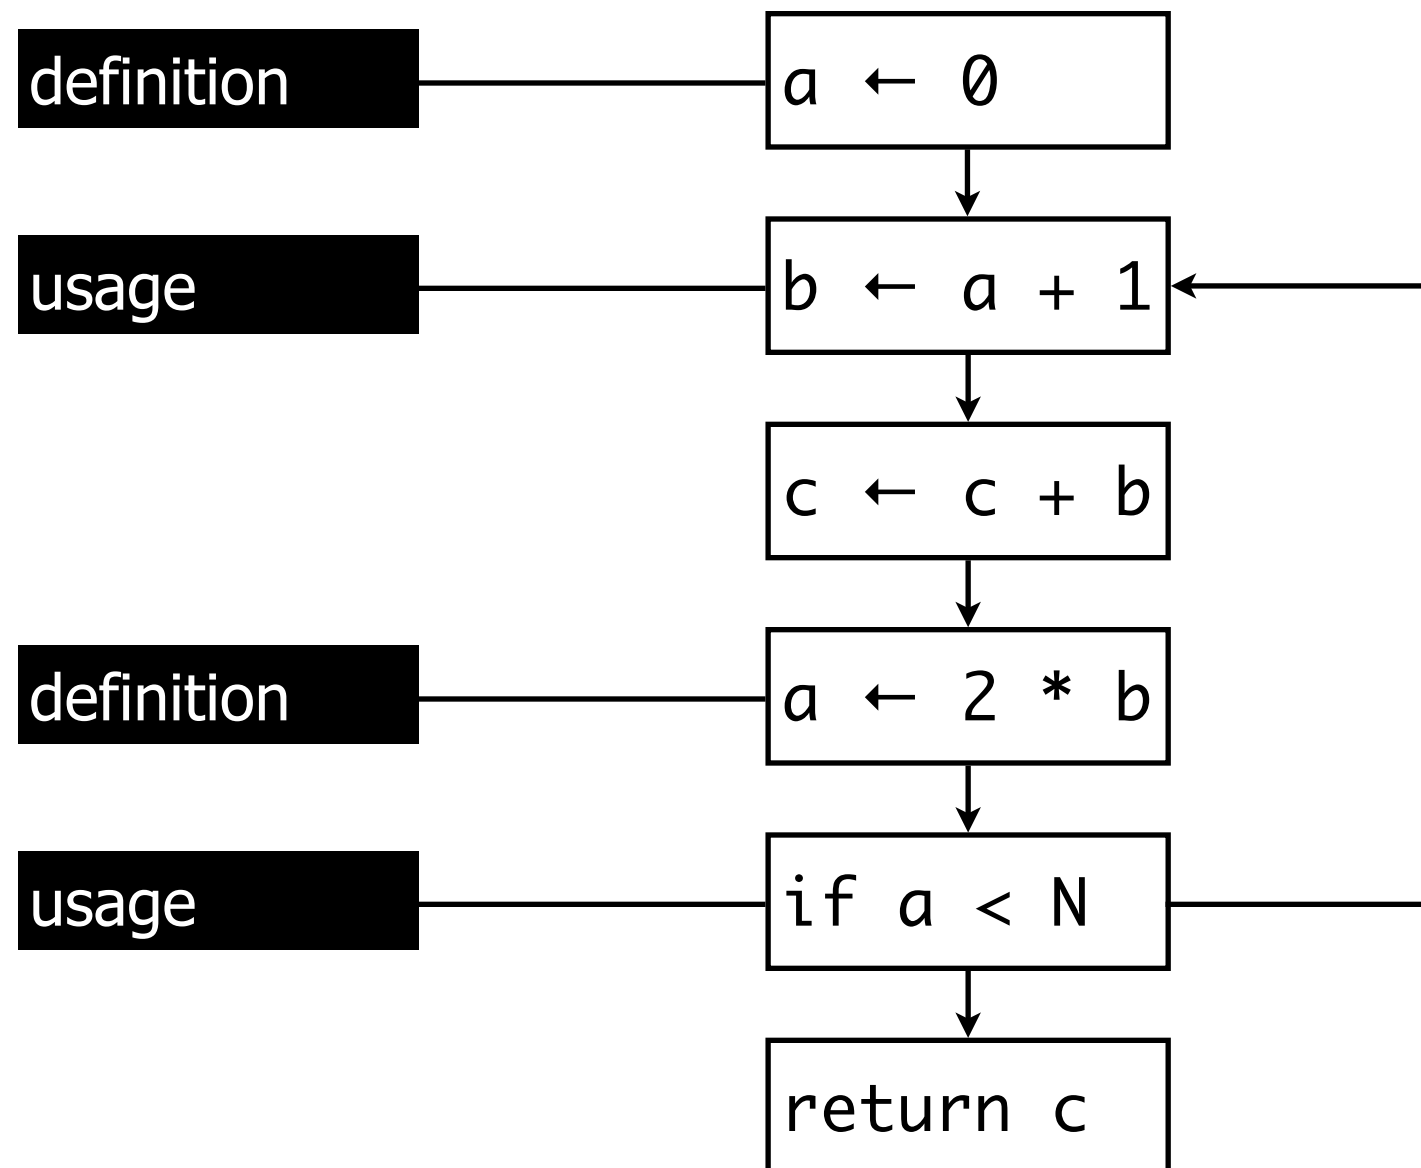 definition
a ← 0
usage
b ← a + 1
c ← c + b
definition
a ← 2 * b
usage
if a < N
return c